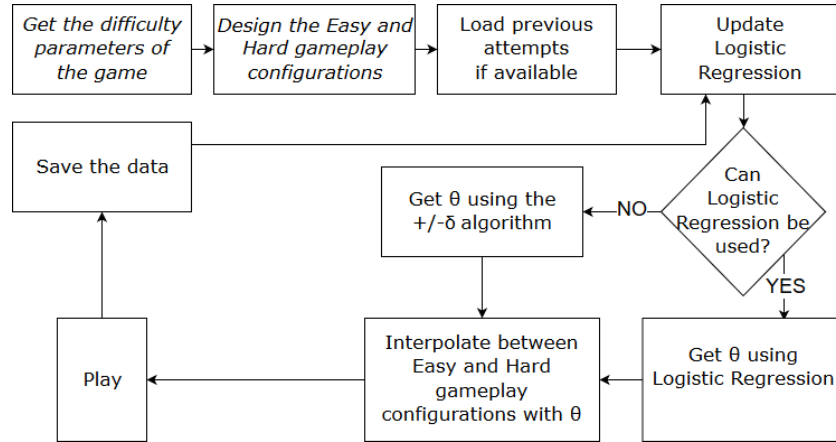 Get the difficulty
parameters of
the game
Design the Easy and
Hard gameplay
configurations
Load previous
attempts
if available
Update
Logistic
Regression
Save the data
Get θ using the
+/-δ algorithm
NO
Can
Logistic
Regression be
used?
YES
Play
Interpolate between
Easy and Hard
gameplay
configurations with θ
Get θ using
Logistic Regression